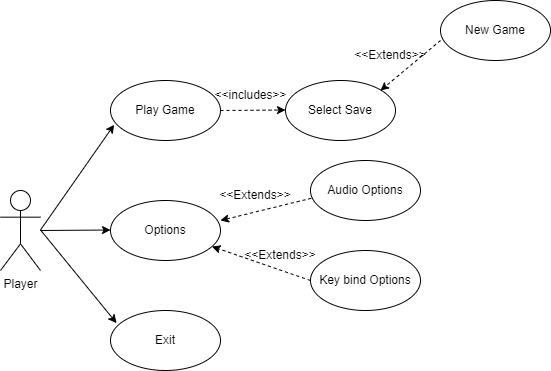 New Game
<<Extends>>
Play Game
<<includes>>
Select Save
<<Extends>>
Audio Options
Options
<<Extends>>
Key bind Options
Player
Exit